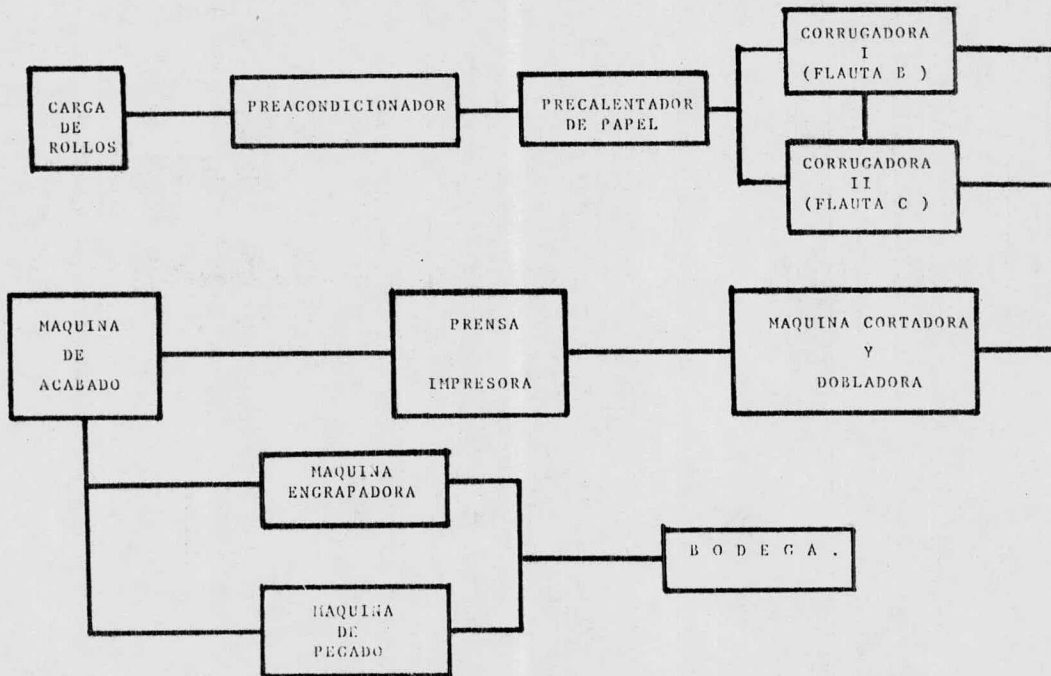 CARGA
DE
ROLLOS
PREACONDICIONADOR
PRECALENTADOR
DE PAPEL
CORRUGADORA
I
(FLAUTA B )
CORRUGADORA
II
(FLAUTA C )
MAQUINA CORTADORA
Y
DOBLADORA
PRENSA
IMPRESORA
MAQUINA
DE
ACABADO
MAQUINA
ENGRAPADORA
MAQUINA
DE
PEGADO
B O D E G A .